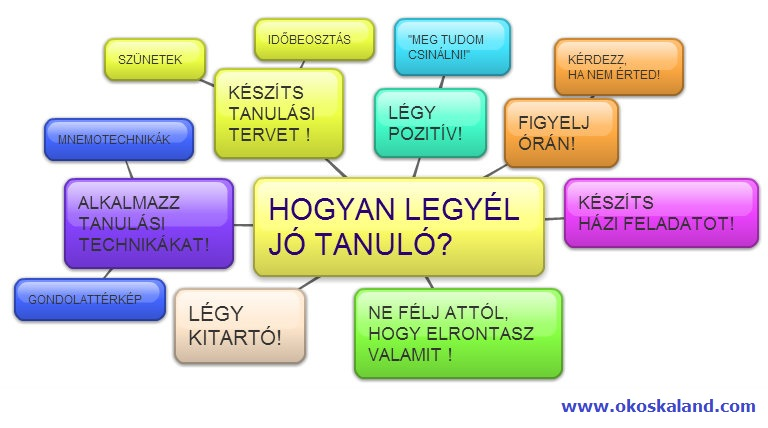 SZÜNETEK
IDŐBEOSZTÁS
KÉSZÍTS
TANULÁSI
TERVET !
"MEG TUDOM
CSINÁLNI!"
LÉGY
POZITÍV!
KÉRDEZZ,
HA NEM ÉRTED!
FIGYELJ
ÓRÁN!
MNEMOTECHNIKÁK
ALKALMAZZ
TANULÁSI
TECHNIKÁKAT!
GONDOLATTÉRKÉP
HOGYAN LEGYÉL
JÓ TANULÓ?
KÉSZÍTS
HÁZI FELADATOT!
LÉGY
KITARTÓ!
NE FÉLJ ATTÓL,
HOGY ELRONTASZ
VALAMIT !
www.okoskaland.com